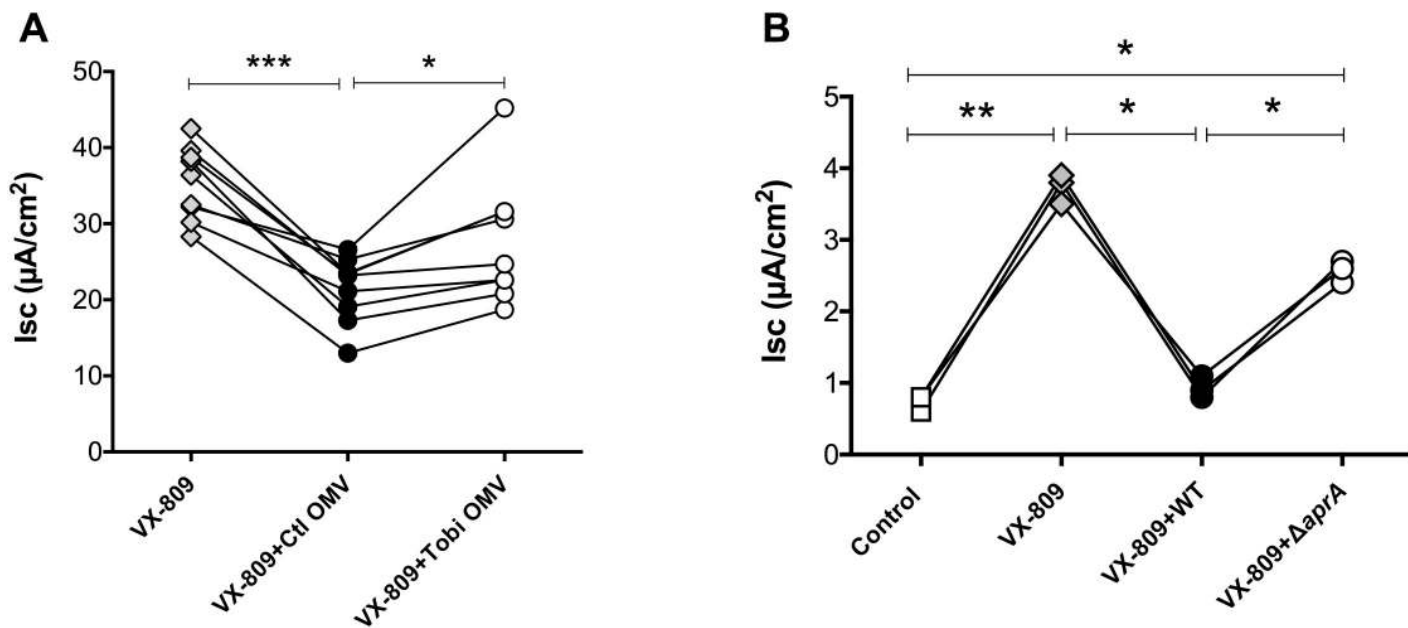 A
*** *
50
40
30
20
10
0
Isc (µA/cm²)
VX-809
VX-809+Ctl OMV
VX-809+Tobi OMV
B
*
** * *
5
4
3
2
1
0
Isc (µA/cm²)
Control
VX-809
VX-809+WT
VX-809+ΔaprA